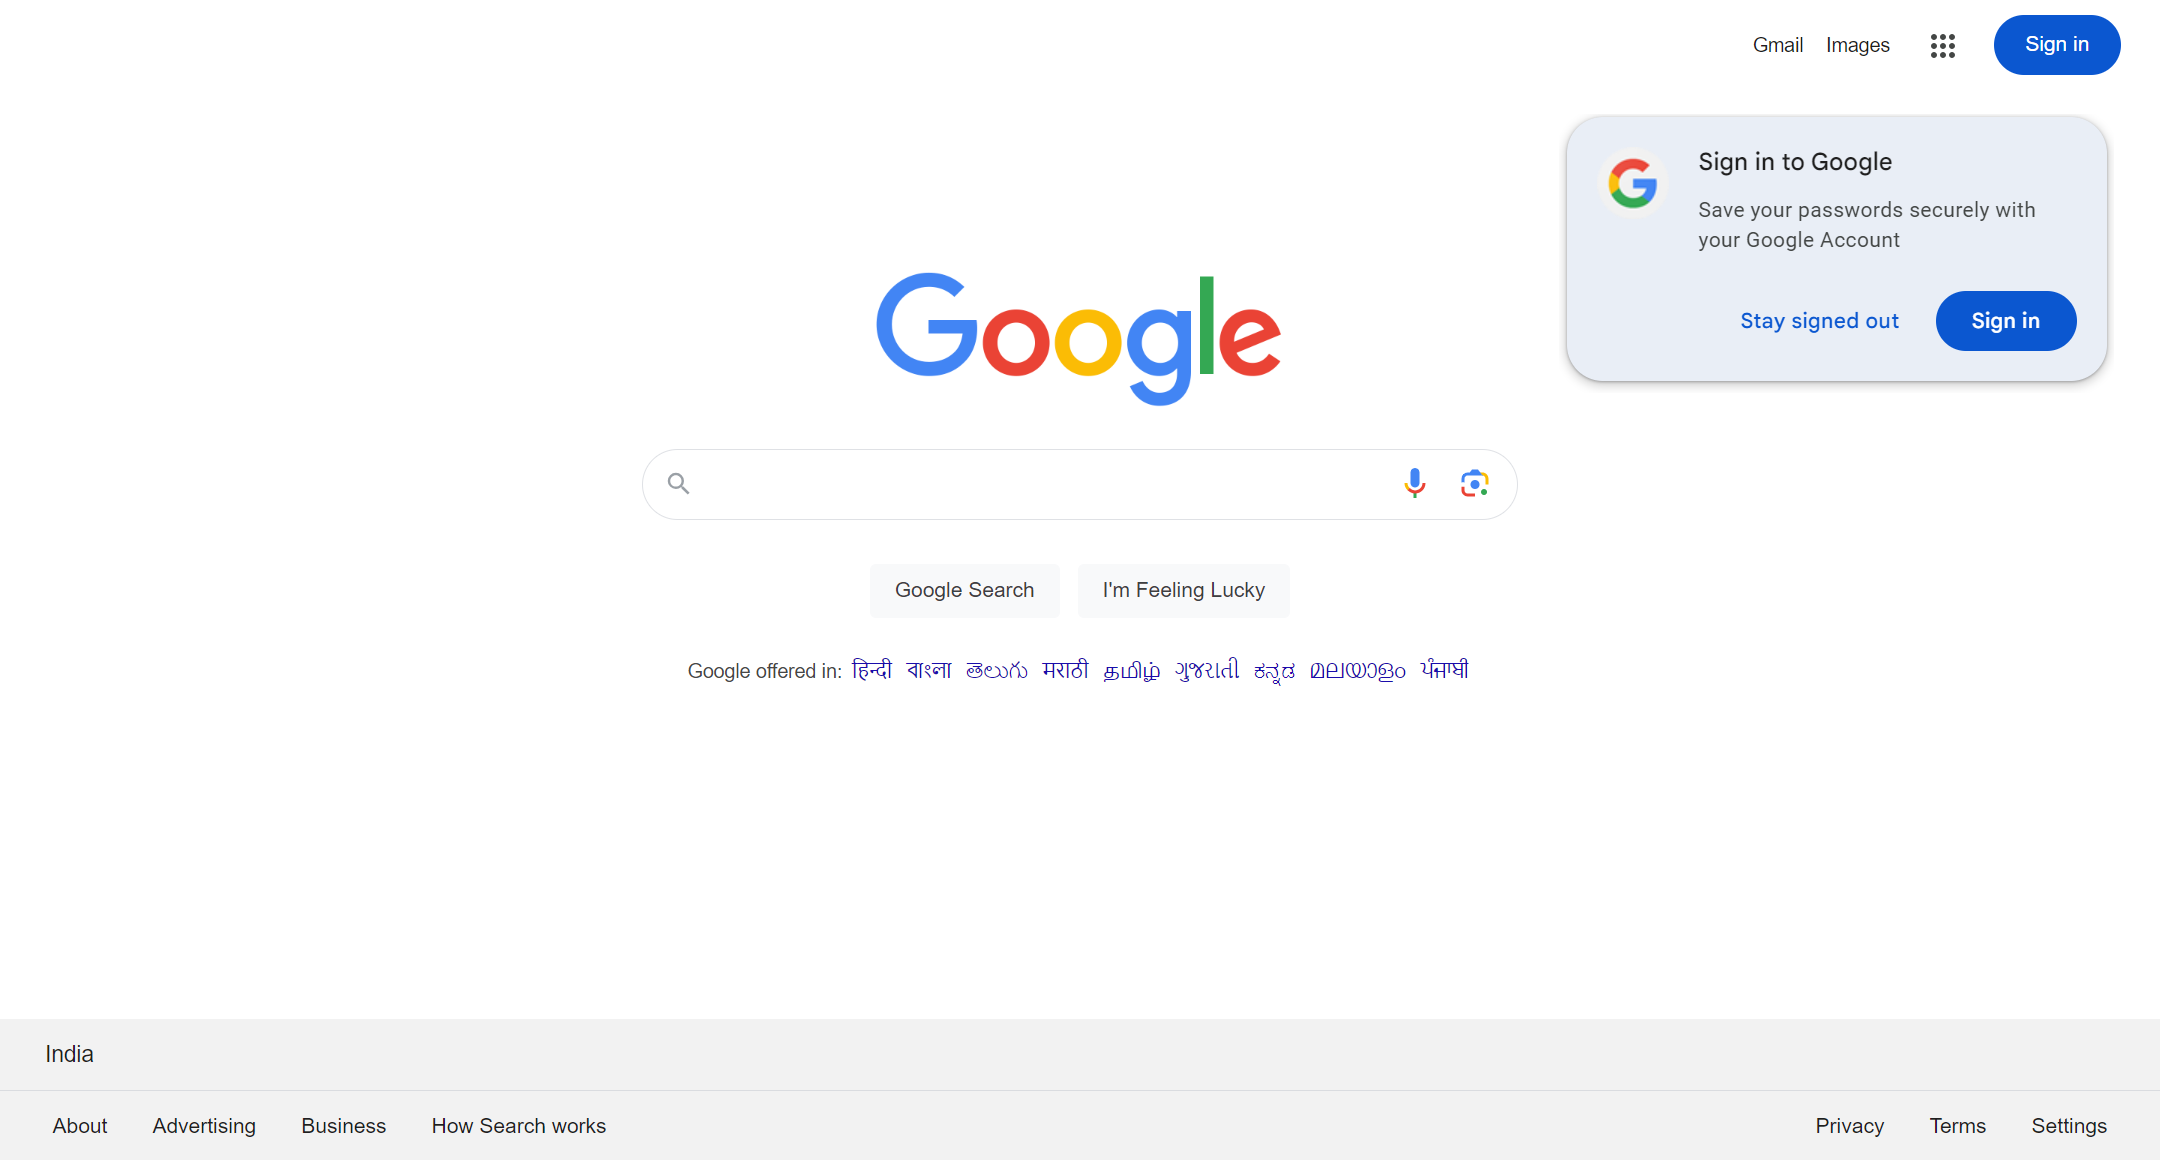 Gmail Images Sign in
Sign in to Google
Save your passwords securely with
your Google Account
Stay signed out Sign in
Google
Google Search I'm Feeling Lucky
Google offered in: हिन्दी বাংলা తెలుగు मराठी தமிழ் ગુજરાતી ಕನ್ನಡ മലയാളം ਪੰਜਾਬੀ
India
About Advertising Business How Search works Privacy Terms Settings